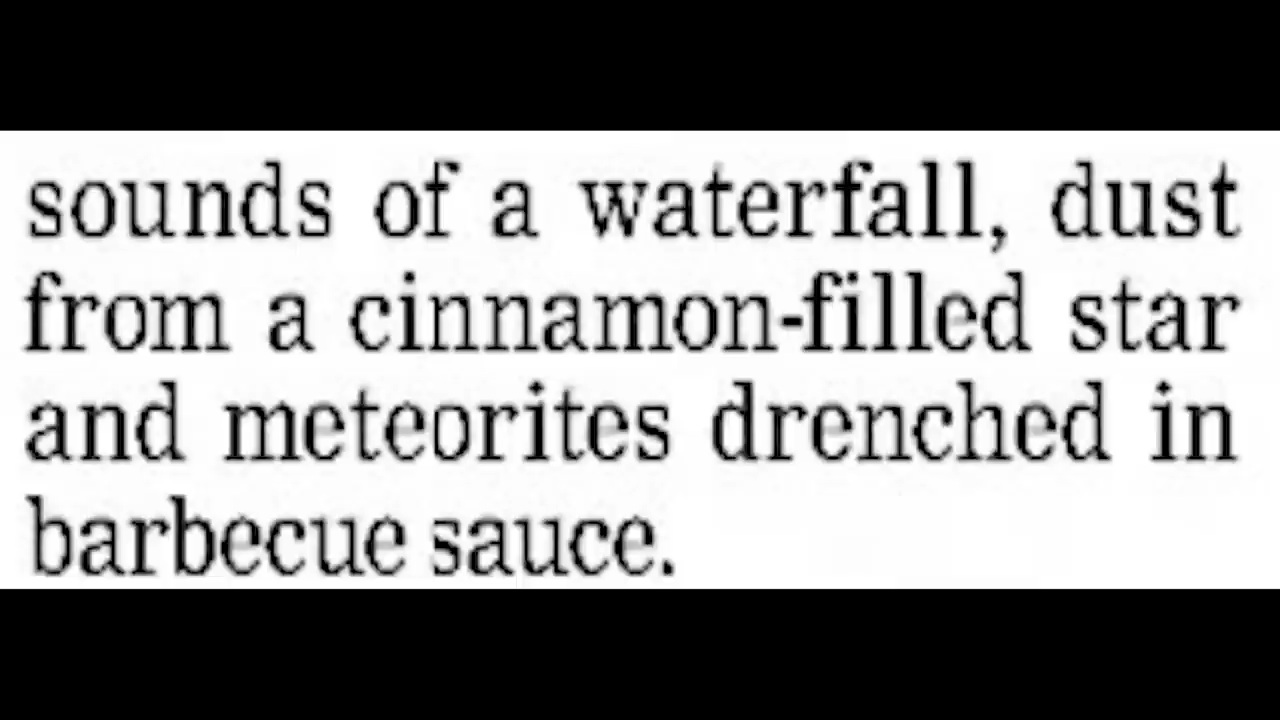 sounds of a waterfall, dust
from a cinnamon-filled star
and meteorites drenched in
barbecue sauce.